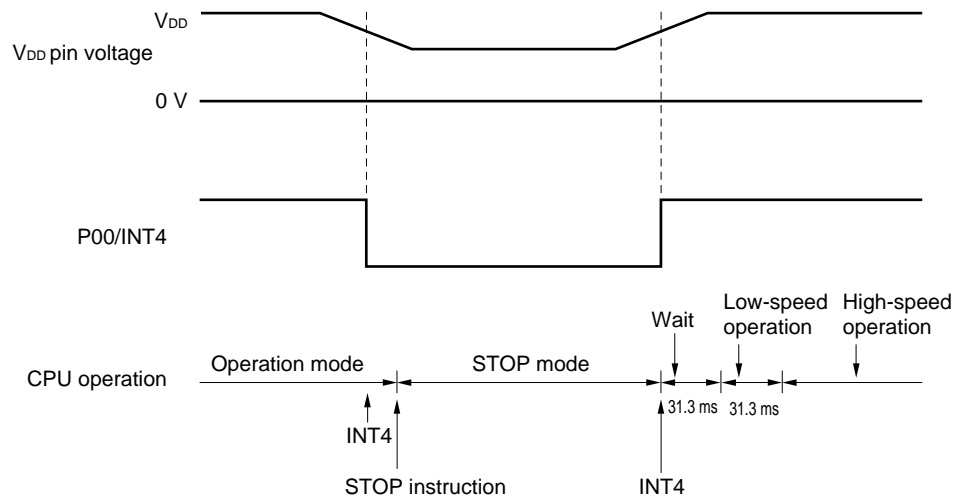 VDD
VDD pin voltage
0 V
P00/INT4
Low-speed operation
High-speed operation
Wait
Operation mode
STOP mode
CPU operation
31.3 ms
31.3 ms
INT4
STOP instruction
INT4